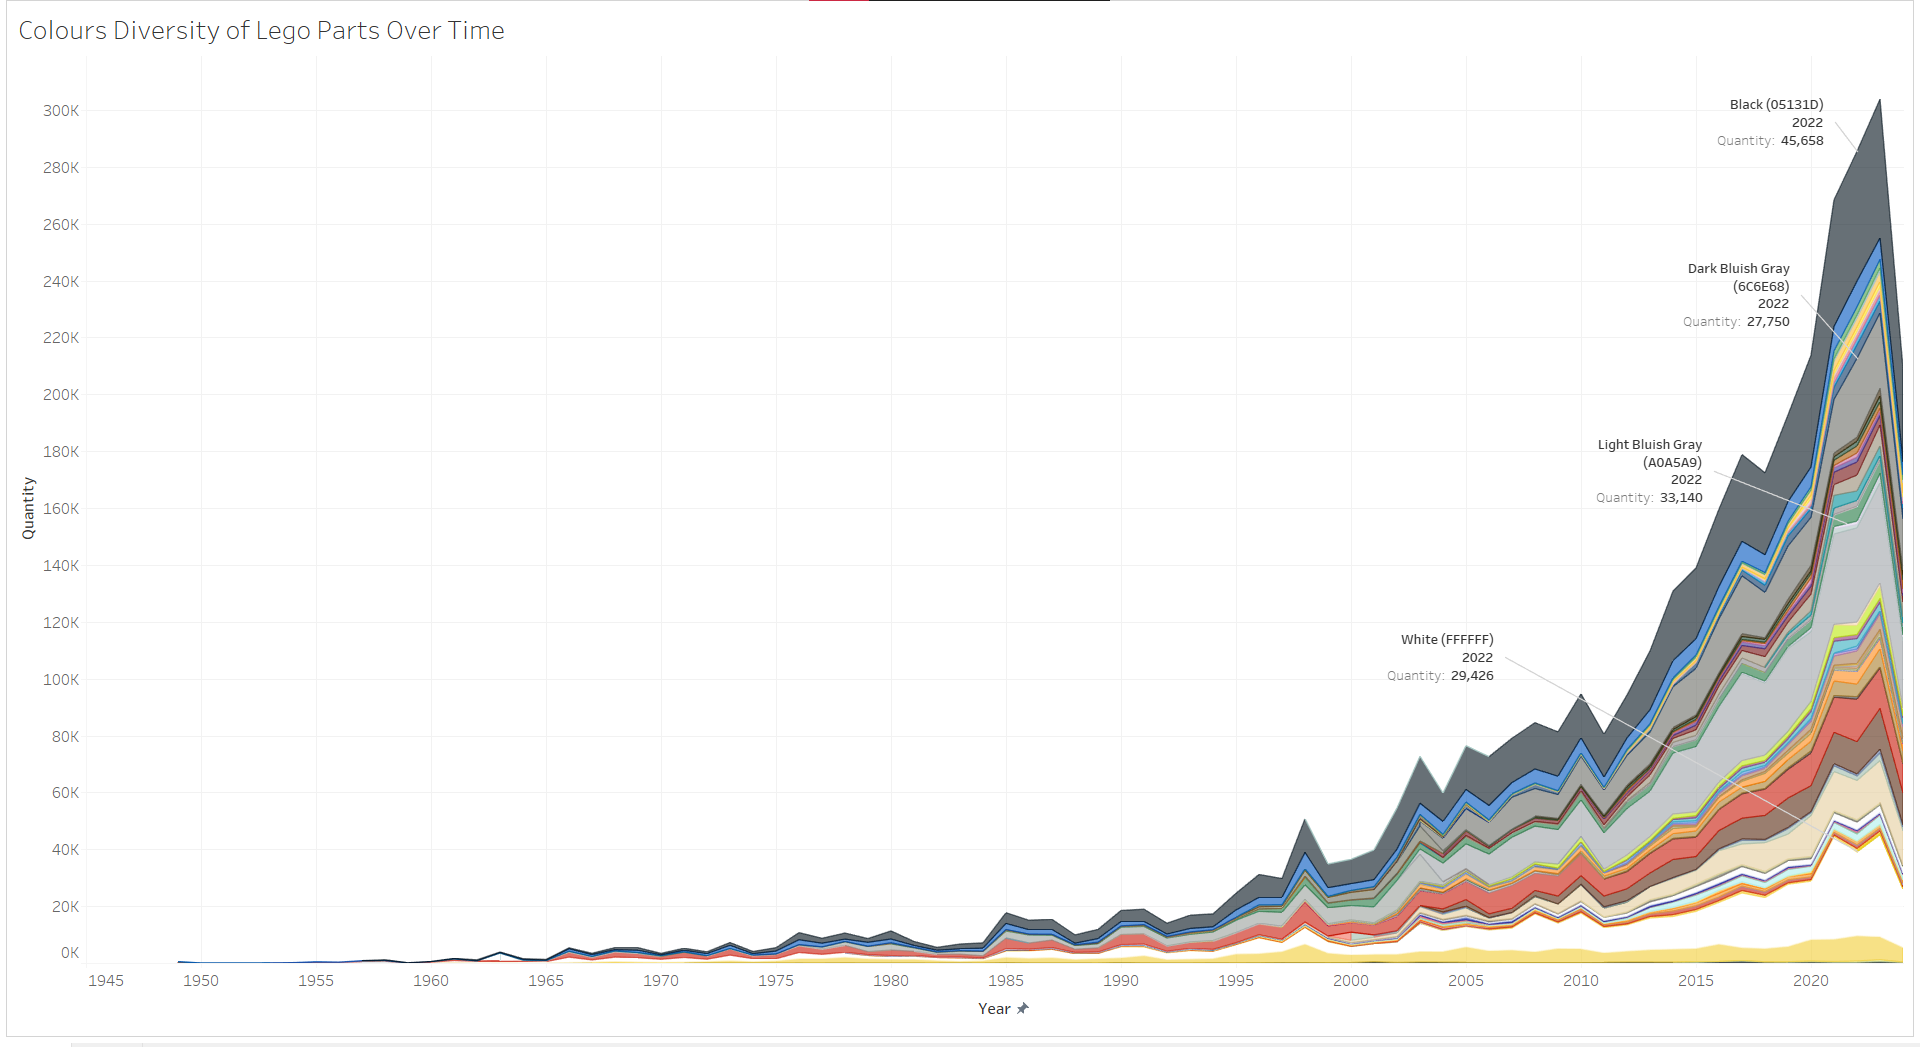 Colours Diversity of Lego Parts Over Time
300K
280K
260K
240K
220K
200K
180K
160K
140K
120K
100K
80K
60K
40K
20K
0K
Quantity
Black (05131D)
2022
Quantity: 45,658
Dark Bluish Gray
(6C6E68)
2022
Quantity: 27,750
Light Bluish Gray
(A0A5A9)
2022
Quantity: 33,140
White (FFFFFF)
2022
Quantity: 29,426
1945 1950 1955 1960 1965 1970 1975 1980 1985 1990 1995 2000 2005 2010 2015 2020
Year